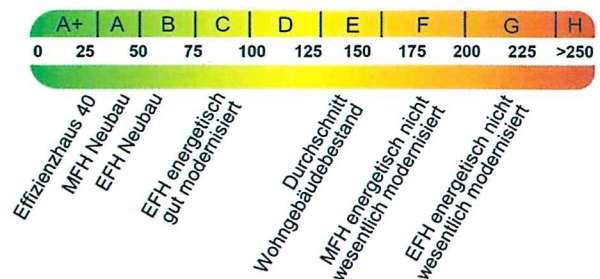 A+ A B C D E F G H
0 25 50 75 100 125 150 175 200 225 >250
Effizienzhaus 40
MFH Neubau
EFH Neubau
EFH energetisch
gut modernisiert
Durchschnitt
Wohngebäudebestand
MFH energetisch nicht
wesentlich modernisiert
EFH energetisch nicht
wesentlich modernisiert